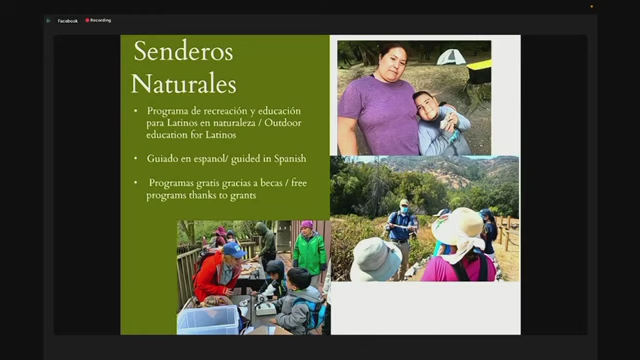 Facebook
Recording
Senderos
Naturales
• Programa de recreación y educación
para Latinos en naturaleza / Outdoor
education for Latinos
• Guiado en espanol/ guided in Spanish
• Programas gratis gracias a becas / free
programs thanks to grants